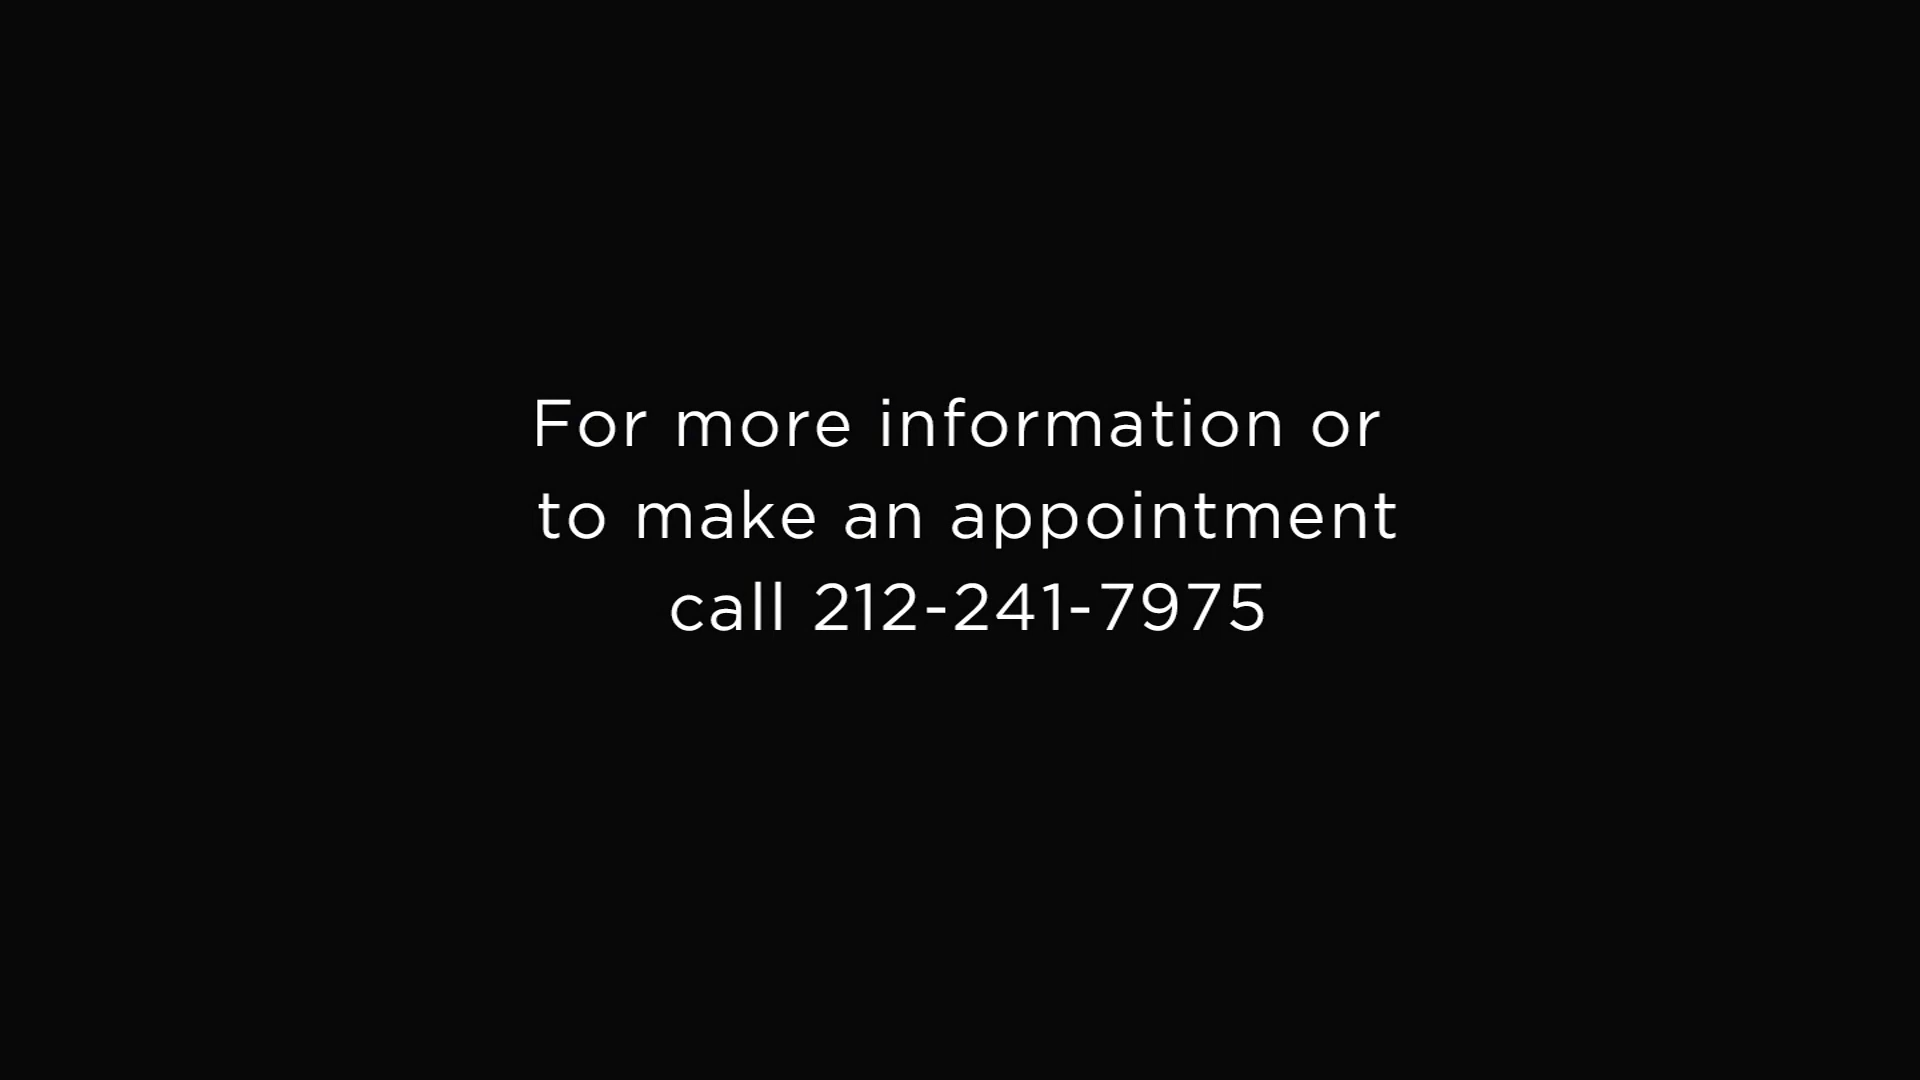 For more information or
to make an appointment
call 212-241-7975